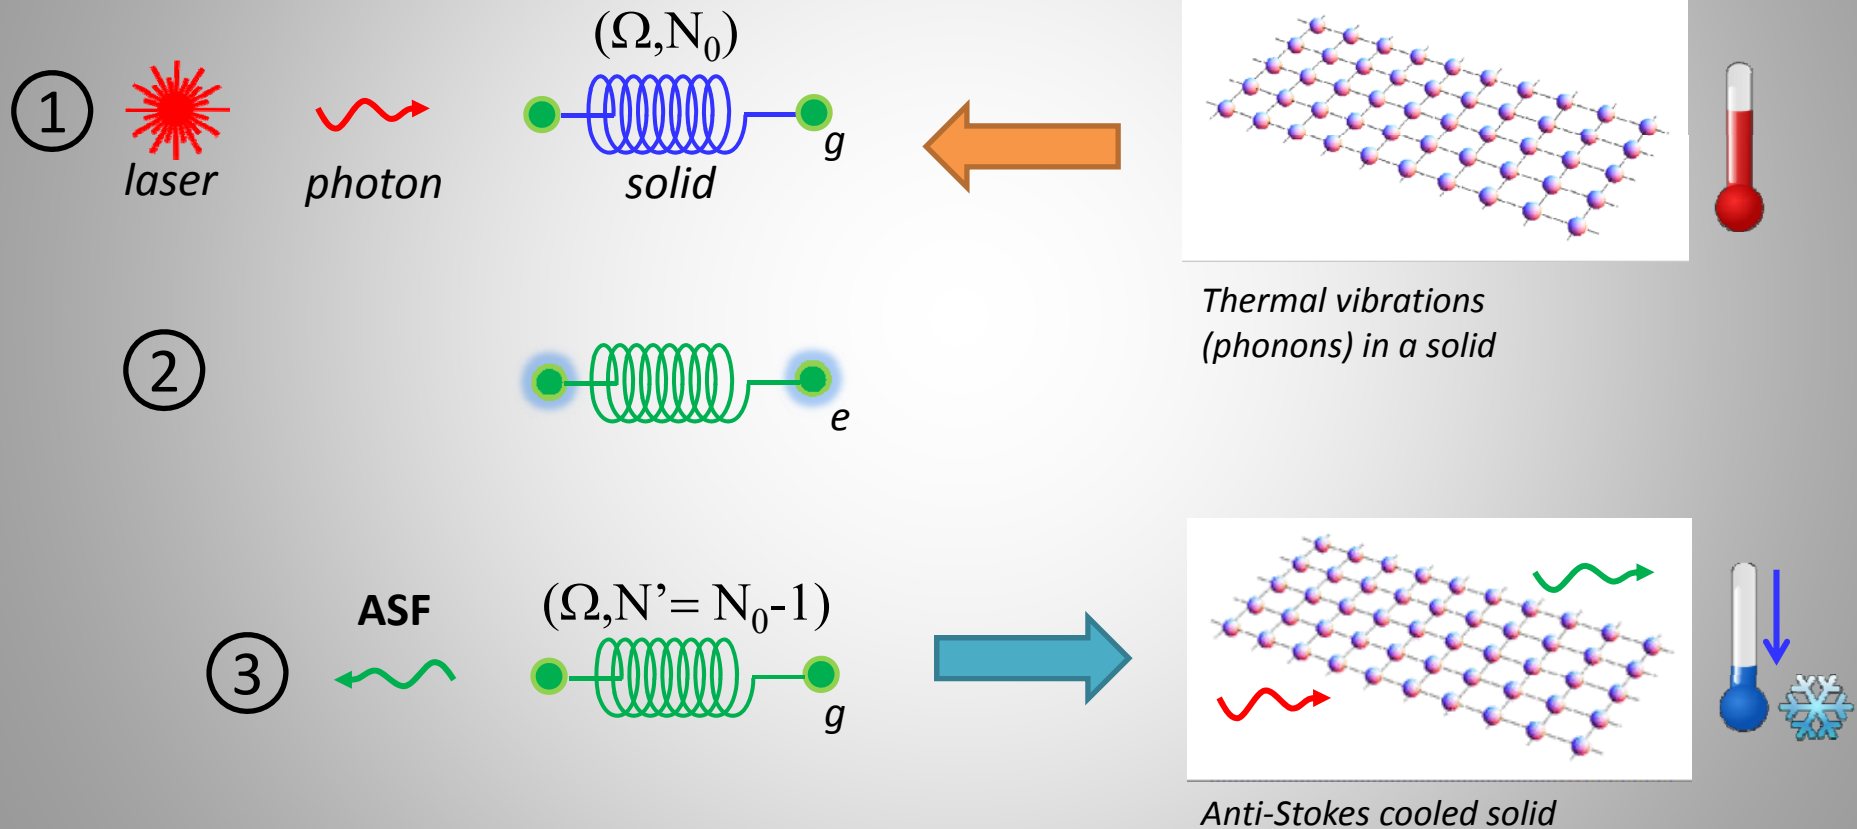 (Ω,N₀)
1
laser
photon
solid
g
Thermal vibrations
(phonons) in a solid
2
e
ASF
(Ω,N’= N₀-1)
3
g
Anti-Stokes cooled solid